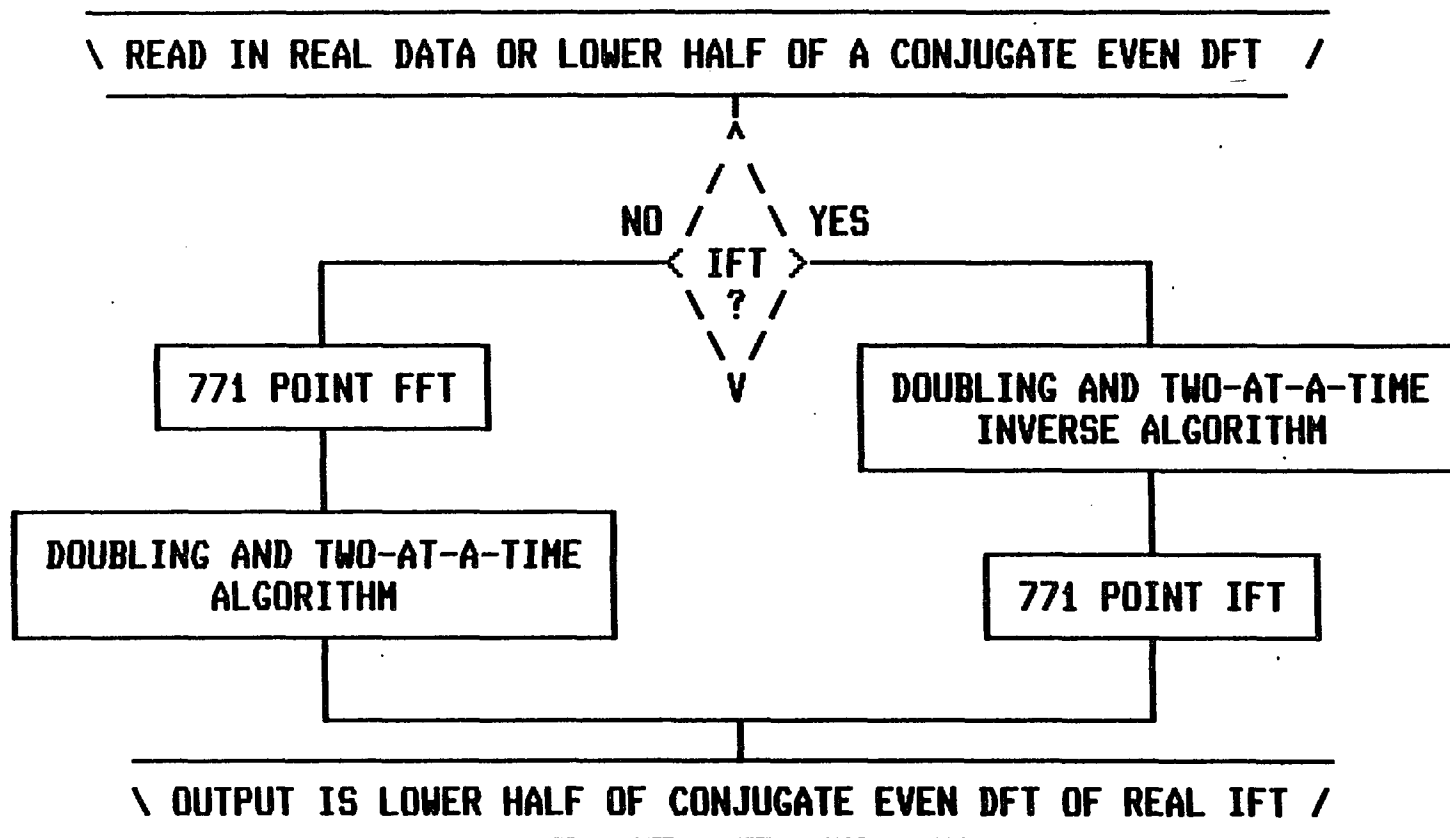 \ READ IN REAL DATA OR LOWER HALF OF A CONJUGATE EVEN DFT /
NO / \ YES
< IFT >
?
V
771 POINT FFT
DOUBLING AND TWO-AT-A-TIME
ALGORITHM
DOUBLING AND TWO-AT-A-TIME
INVERSE ALGORITHM
771 POINT IFT
\ OUTPUT IS LOWER HALF OF CONJUGATE EVEN DFT OF REAL IFT /